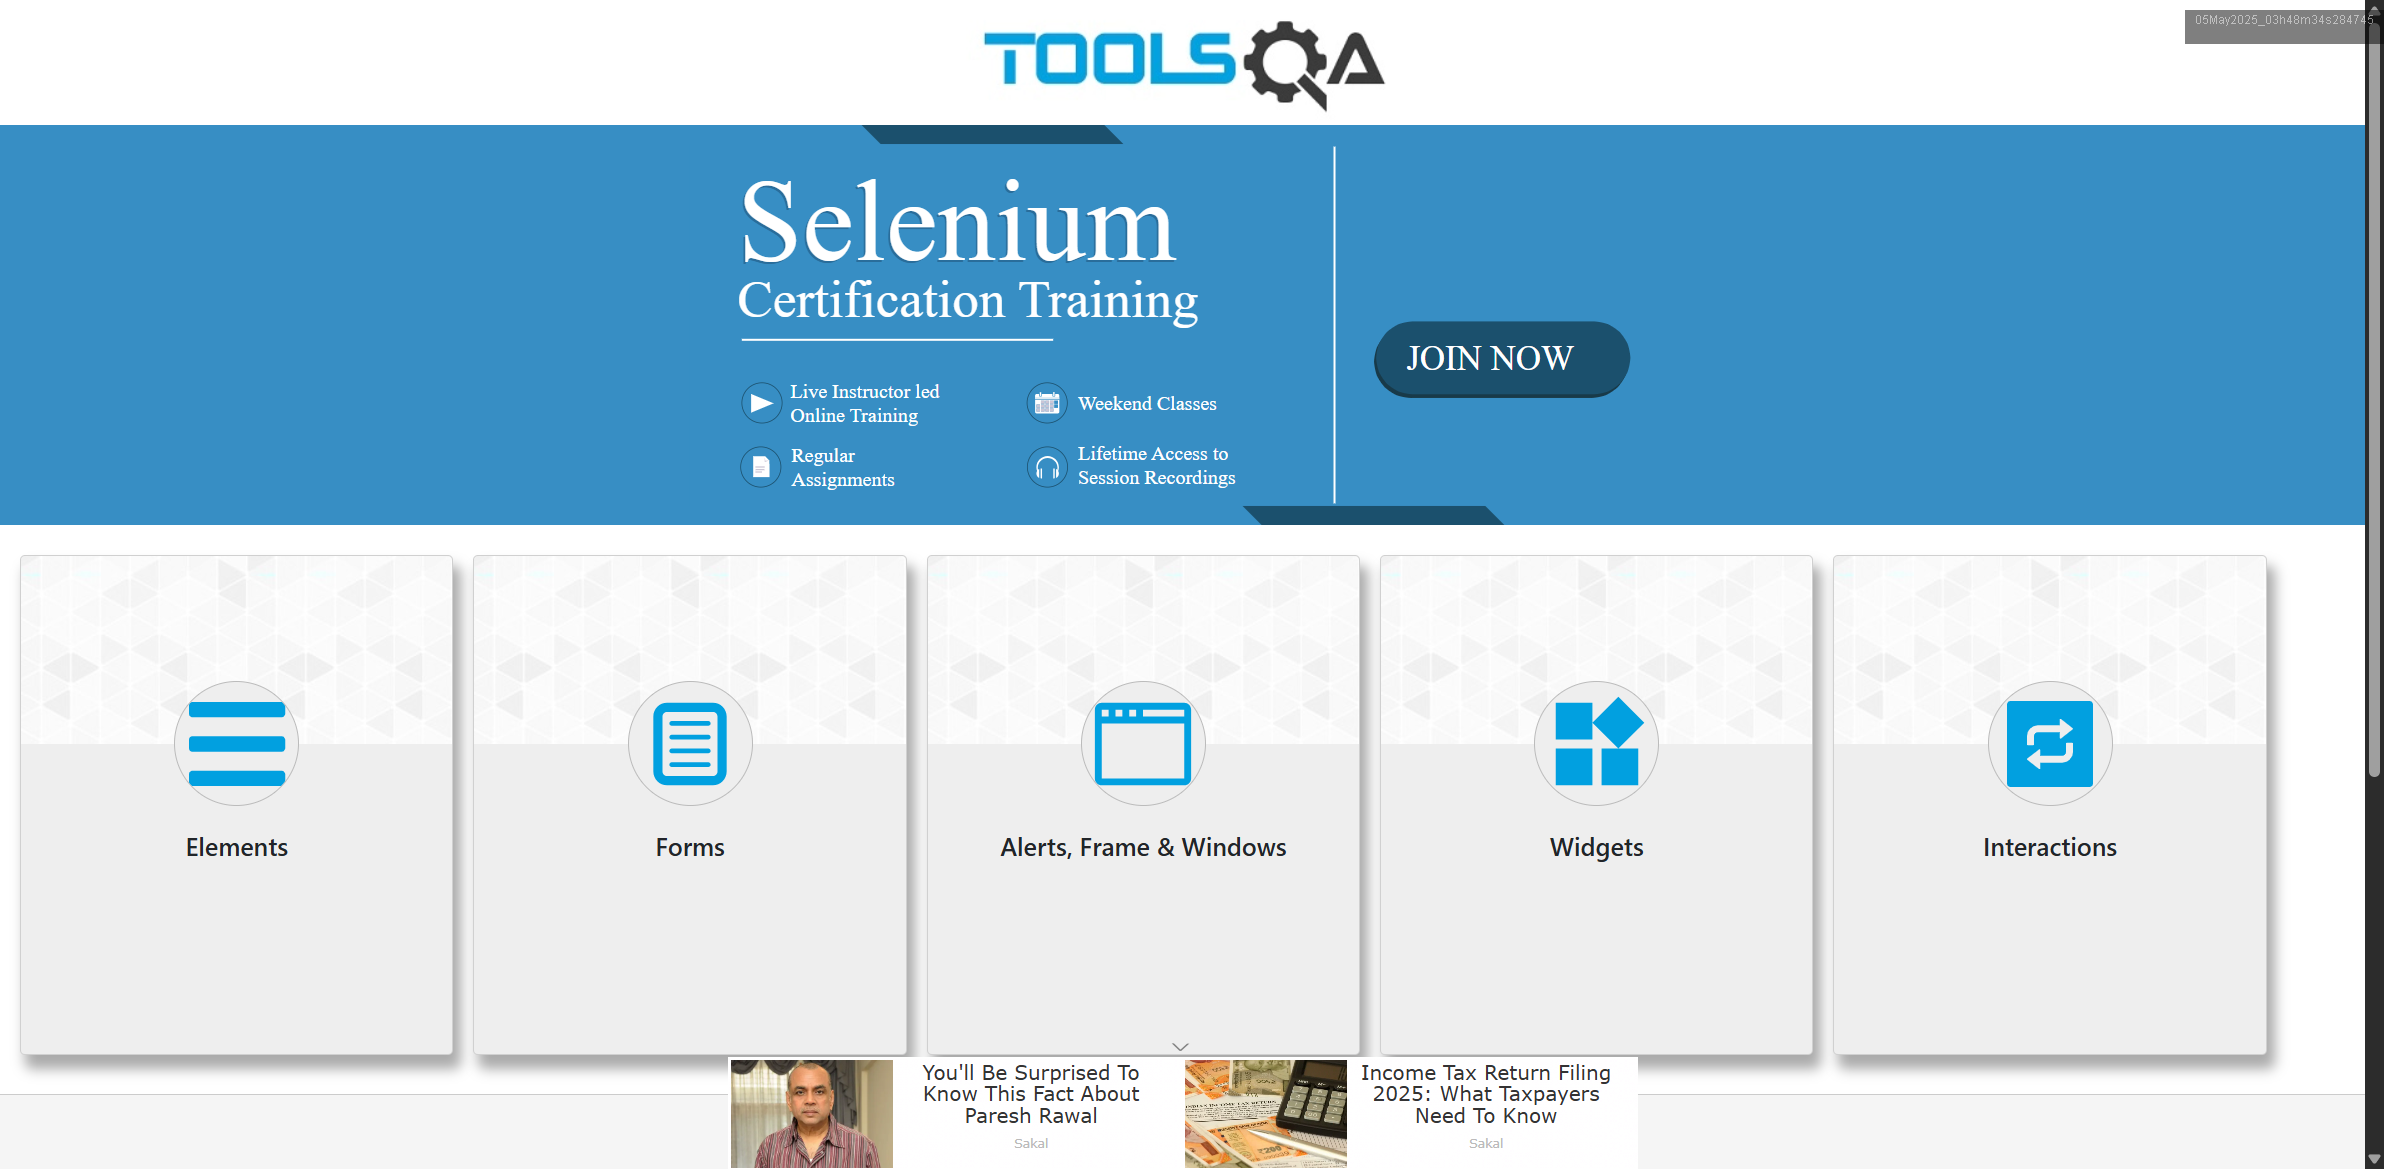 05May2025_03h48m34s284745
TOOLSQA
Selenium
Certification Training
JOIN NOW
Live Instructor led
Online Training
Weekend Classes
Regular
Assignments
Lifetime Access to
Session Recordings
Elements
Forms
Alerts, Frame & Windows
Widgets
Interactions
You'll Be Surprised To
Know This Fact About
Paresh Rawal
Sakal
Income Tax Return Filing
2025: What Taxpayers
Need To Know
Sakal